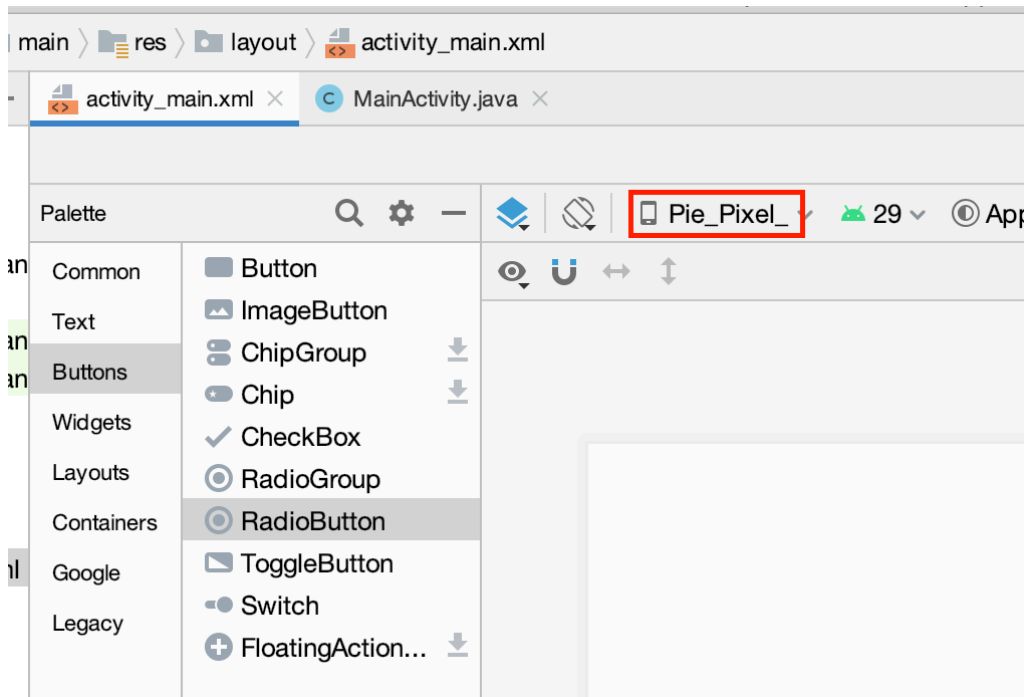 main res layout activity_main.xml
activity_main.xml MainActivity.java
Palette
Pie_Pixel_ 29 App
Common
Text
Buttons
Widgets
Layouts
Containers
Google
Legacy
Button
ImageButton
ChipGroup
Chip
CheckBox
RadioGroup
RadioButton
ToggleButton
Switch
FloatingAction...